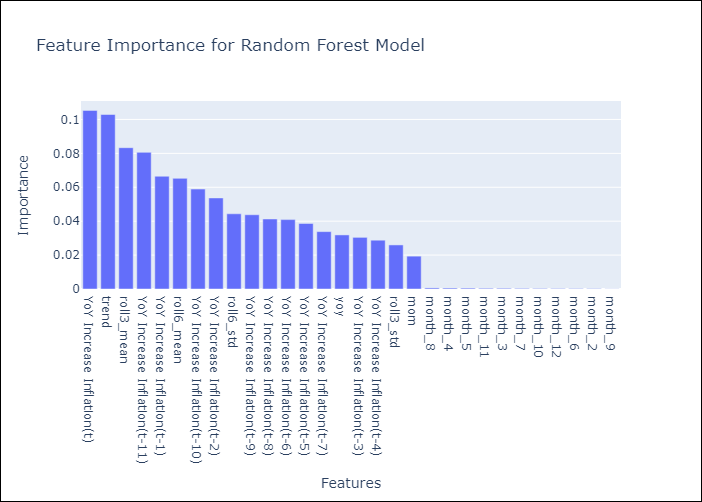 Feature Importance for Random Forest Model
Importance
0.1
0.08
0.06
0.04
0.02
0
YoY Increase Inflation(t)
trend
roll3_mean
YoY Increase Inflation(t-11)
YoY Increase Inflation(t-1)
roll6_mean
YoY Increase Inflation(t-10)
YoY Increase Inflation(t-2)
roll6_std
YoY Increase Inflation(t-9)
YoY Increase Inflation(t-8)
YoY Increase Inflation(t-6)
YoY Increase Inflation(t-5)
YoY Increase Inflation(t-7)
yoy
YoY Increase Inflation(t-3)
YoY Increase Inflation(t-4)
roll3_std
mom
month_8
month_4
month_5
month_11
month_3
month_7
month_10
month_12
month_6
month_2
month_9
Features